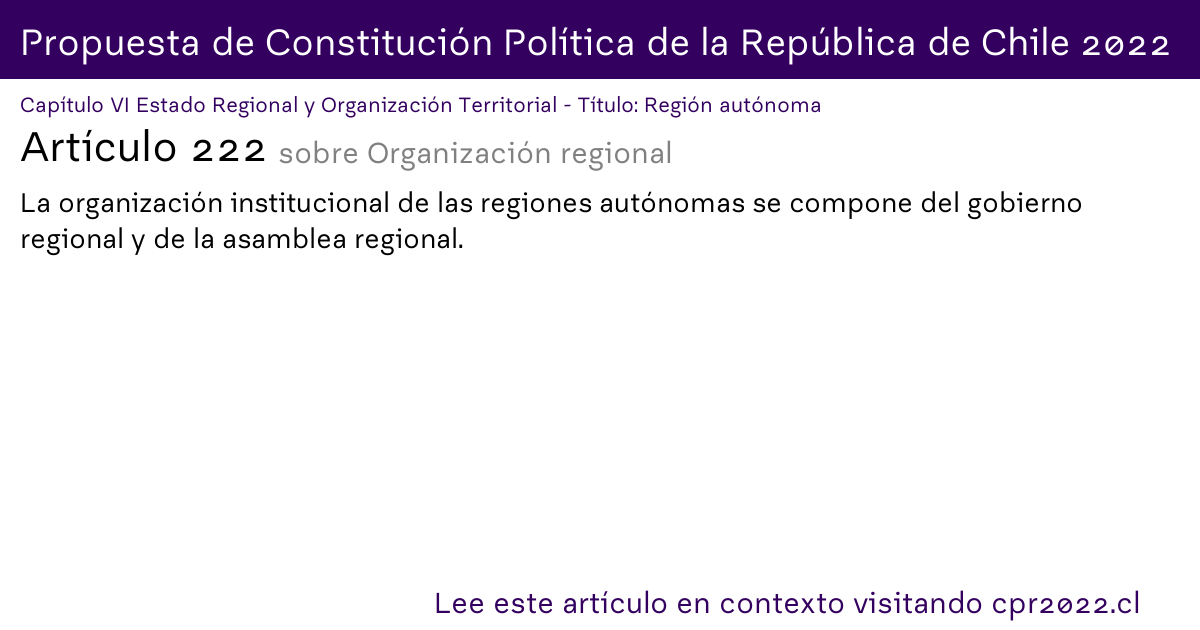 Propuesta de Constitución Política de la República de Chile 2022
Capítulo VI Estado Regional y Organización Territorial - Título: Región autónoma
Artículo 222 sobre Organización regional
La organización institucional de las regiones autónomas se compone del gobierno
regional y de la asamblea regional.
Lee este artículo en contexto visitando cpr2022.cl